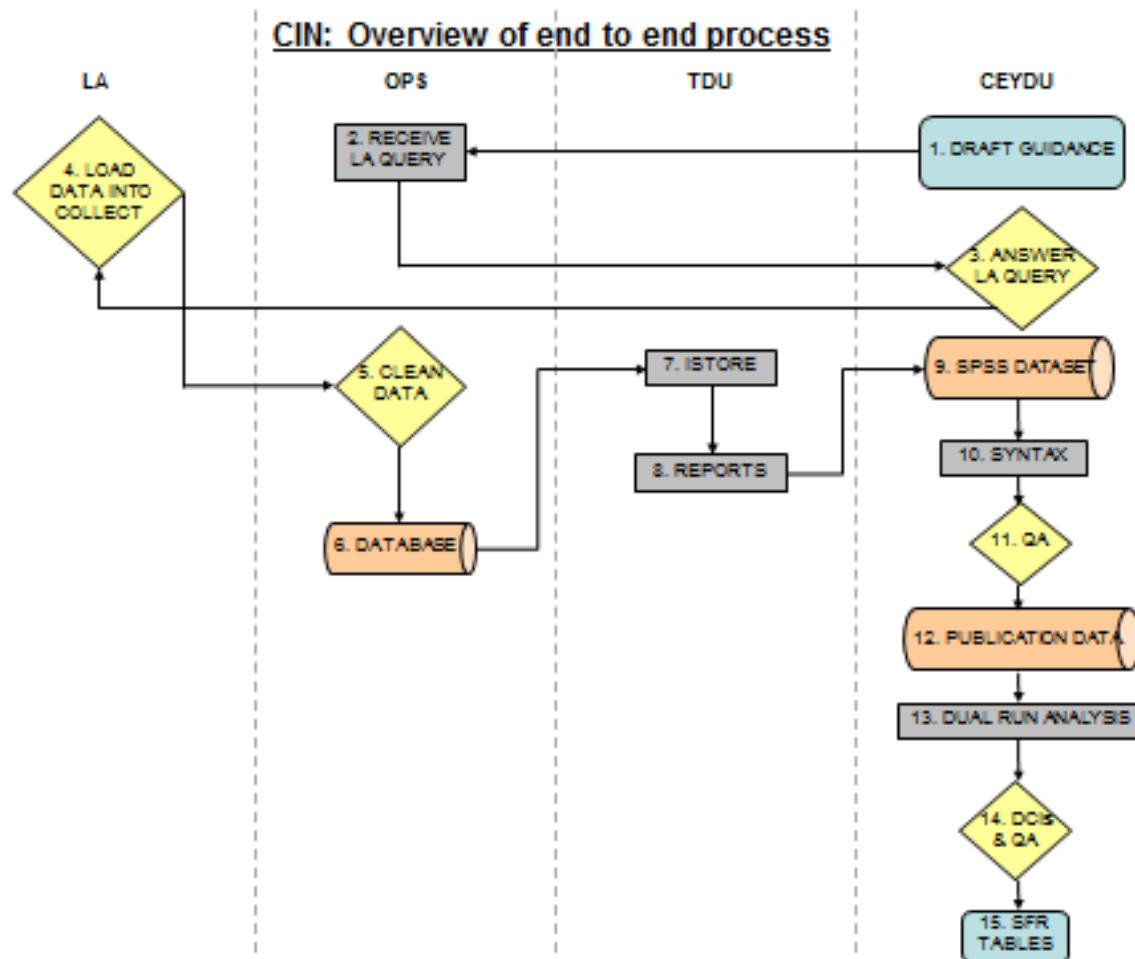 CIN: Overview of end to end process
LA
OPS
TDU
CEYDU
1. DRAFT GUIDANCE
2. RECEIVE
LA QUERY
3. ANSWER
LA QUERY
4. LOAD
DATA INTO
COLLECT
5. CLEAN
DATA
6. DATABASE
7. ISTORE
8. REPORTS
9. SPSS DATASET
10. SYNTAX
11. QA
12. PUBLICATION DATA
13. DUAL RUN ANALYSIS
14. DCIs
& QA
15. SFR
TABLES